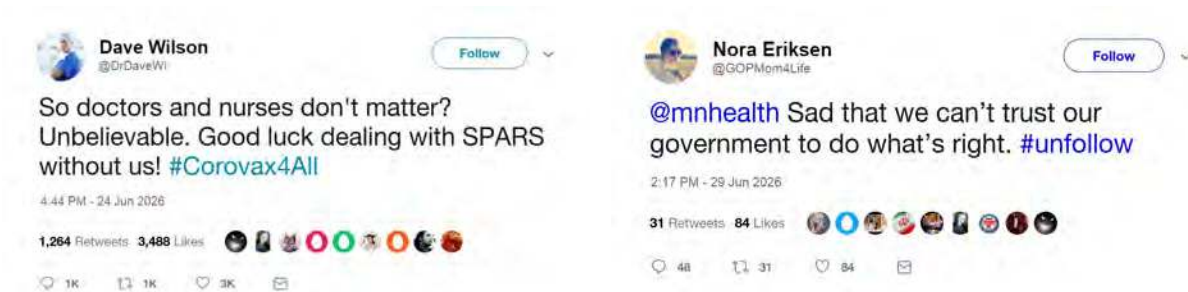 Dave Wilson
@DrDaveWi
Follow
So doctors and nurses don't matter?
Unbelievable. Good luck dealing with SPARS
without us! #Corovax4All
4:44 PM - 24 Jun 2026
1,264 Retweets 3,488 Likes
1K 1K 3K
Nora Eriksen
@GOPMom4Life
Follow
@mnhealth Sad that we can’t trust our
government to do what’s right. #unfollow
2:17 PM - 29 Jun 2026
31 Retweets 84 Likes
48 31 84